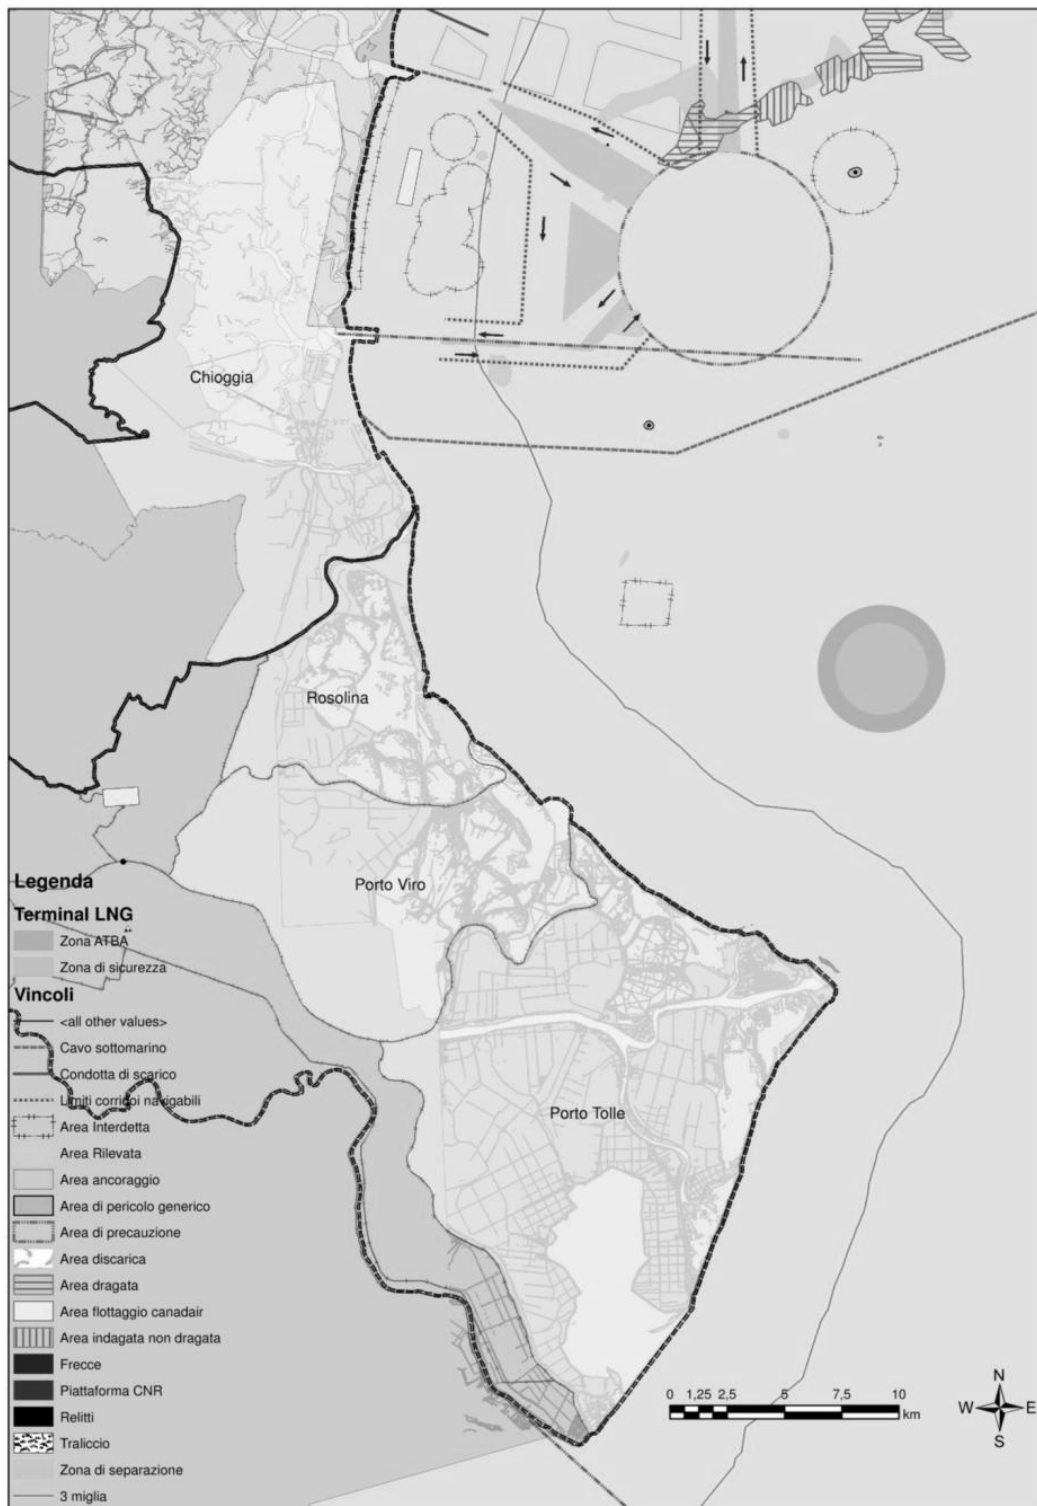 Chioggia
Rosolina
Porto Viro
Porto Tolle
Legenda
Terminal LNG
Zona ATBA
Zona di sicurezza
Vincoli
<all other values>
Cavo sottomarino
Condotta di scarico
Limiti corridoi navigabili
Area Interdetta
Area Rilevata
Area ancoraggio
Area di pericolo generico
Area di precauzione
Area discarica
Area dragata
Area flottaggio canadair
Area indagata non dragata
Frecce
Piattaforma CNR
Relitti
Traliccio
Zona di separazione
3 miglia
0 1,25 2,5 5 7,5 10
km
N
W E
S